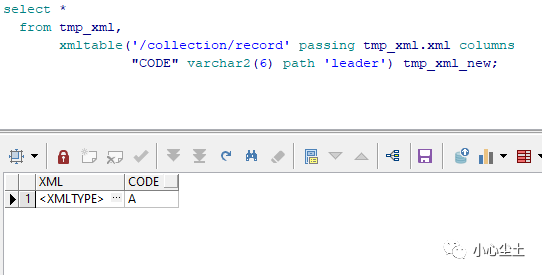 select *
from tmp_xml,
xmltable('/collection/record' passing tmp_xml.xml columns
"CODE" varchar2(6) path 'leader') tmp_xml_new;
XML CODE
1 <XMLTYPE> ... A
小心尘土